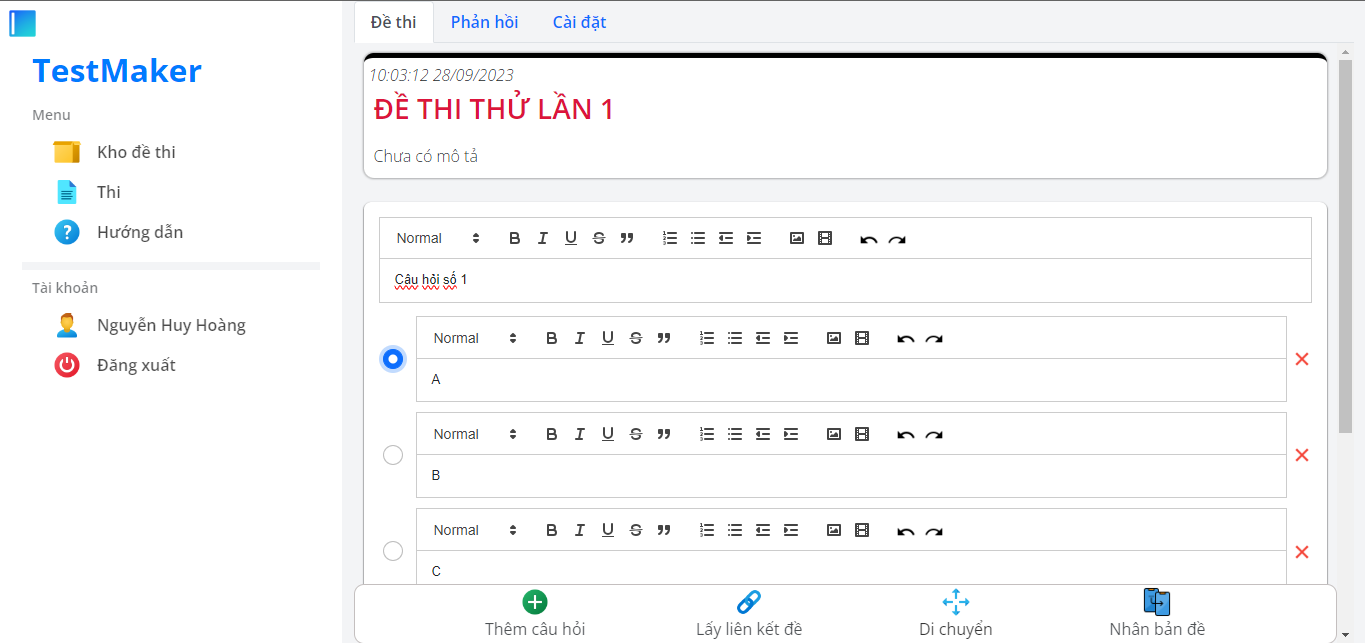 TestMaker
Menu
Kho đề thi
Thi
Hướng dẫn
Tài khoản
Nguyễn Huy Hoàng
Đăng xuất
Đề thi Phản hồi Cài đặt
10:03:12 28/09/2023
ĐỀ THI THỬ LẦN 1
Chưa có mô tả
Normal
Câu hỏi số 1
Normal
A
Normal
B
Normal
C
Thêm câu hỏi Lấy liên kết đề Di chuyển Nhân bản đề